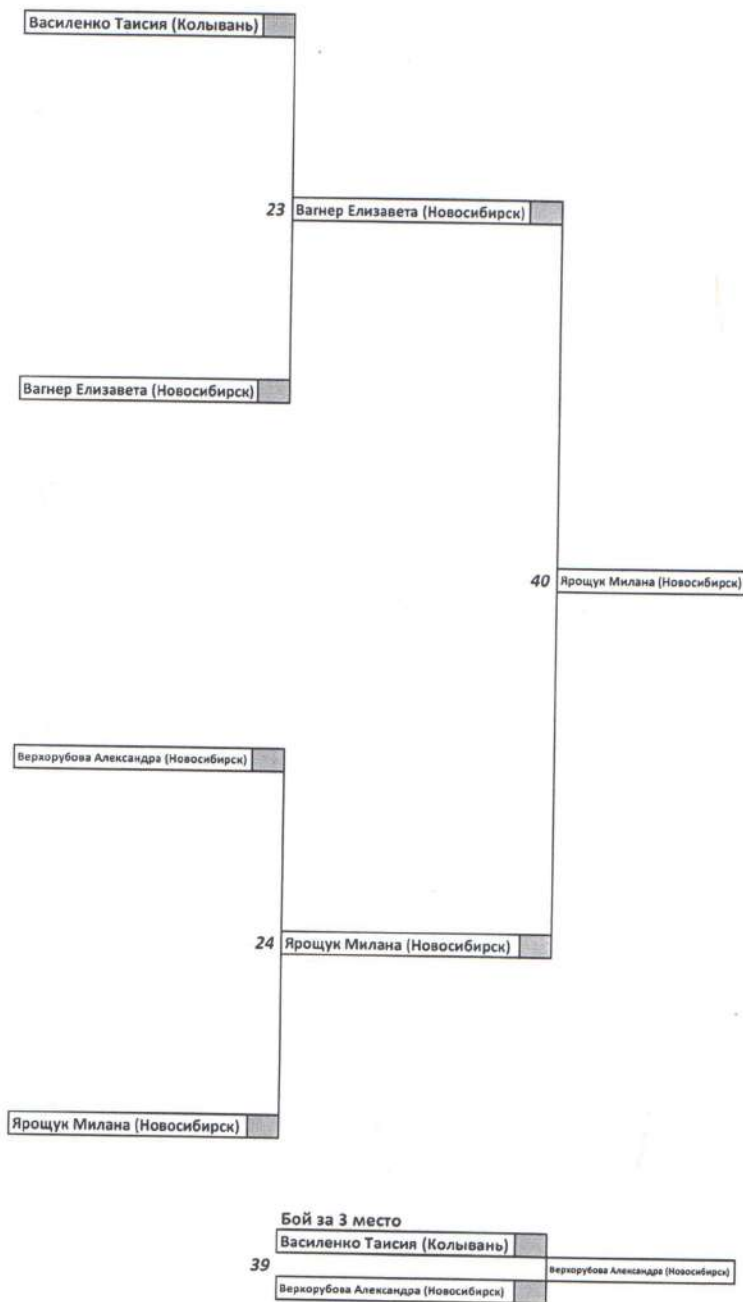 Василенко Таисия (Колывань)
23 Вагнер Елизавета (Новосибирск)
Вагнер Елизавета (Новосибирск)
40 Ярощук Милана (Новосибирск)
Верхорубова Александра (Новосибирск)
24 Ярощук Милана (Новосибирск)
Ярощук Милана (Новосибирск)
Бой за 3 место
Василенко Таисия (Колывань)
39
Верхорубова Александра (Новосибирск)
Верхорубова Александра (Новосибирск)